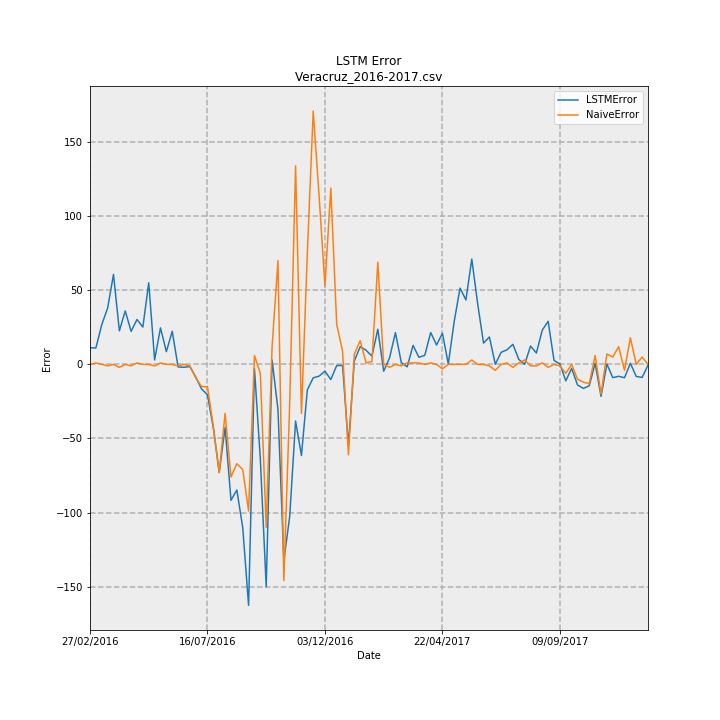 LSTM Error
Veracruz_2016-2017.csv
LSTMError
NaiveError
150
100
50
0
−50
−100
−150
Error
27/02/2016
16/07/2016
03/12/2016
22/04/2017
09/09/2017
Date